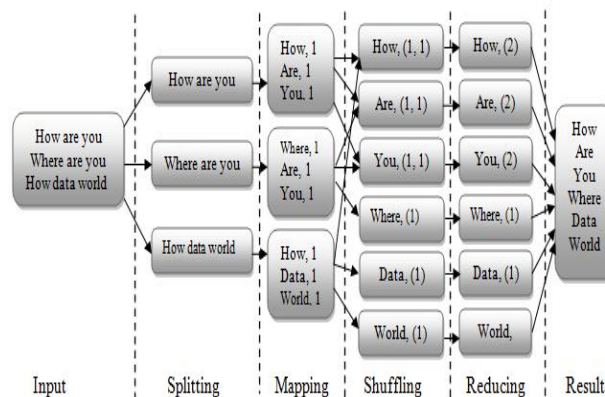 How are you
Where are you
How data world
How are you
Where are you
How data world
How, 1
Are, 1
You, 1
Where, 1
Are, 1
You, 1
How, 1
Data, 1
World, 1
How, (1, 1)
Are, (1, 1)
You, (1, 1)
Where, (1)
Data, (1)
World, (1)
How, (2)
Are, (2)
You, (2)
Where, (1)
Data, (1)
World,
How
Are
You
Where
Data
World
Input
Splitting
Mapping
Shuffling
Reducing
Result